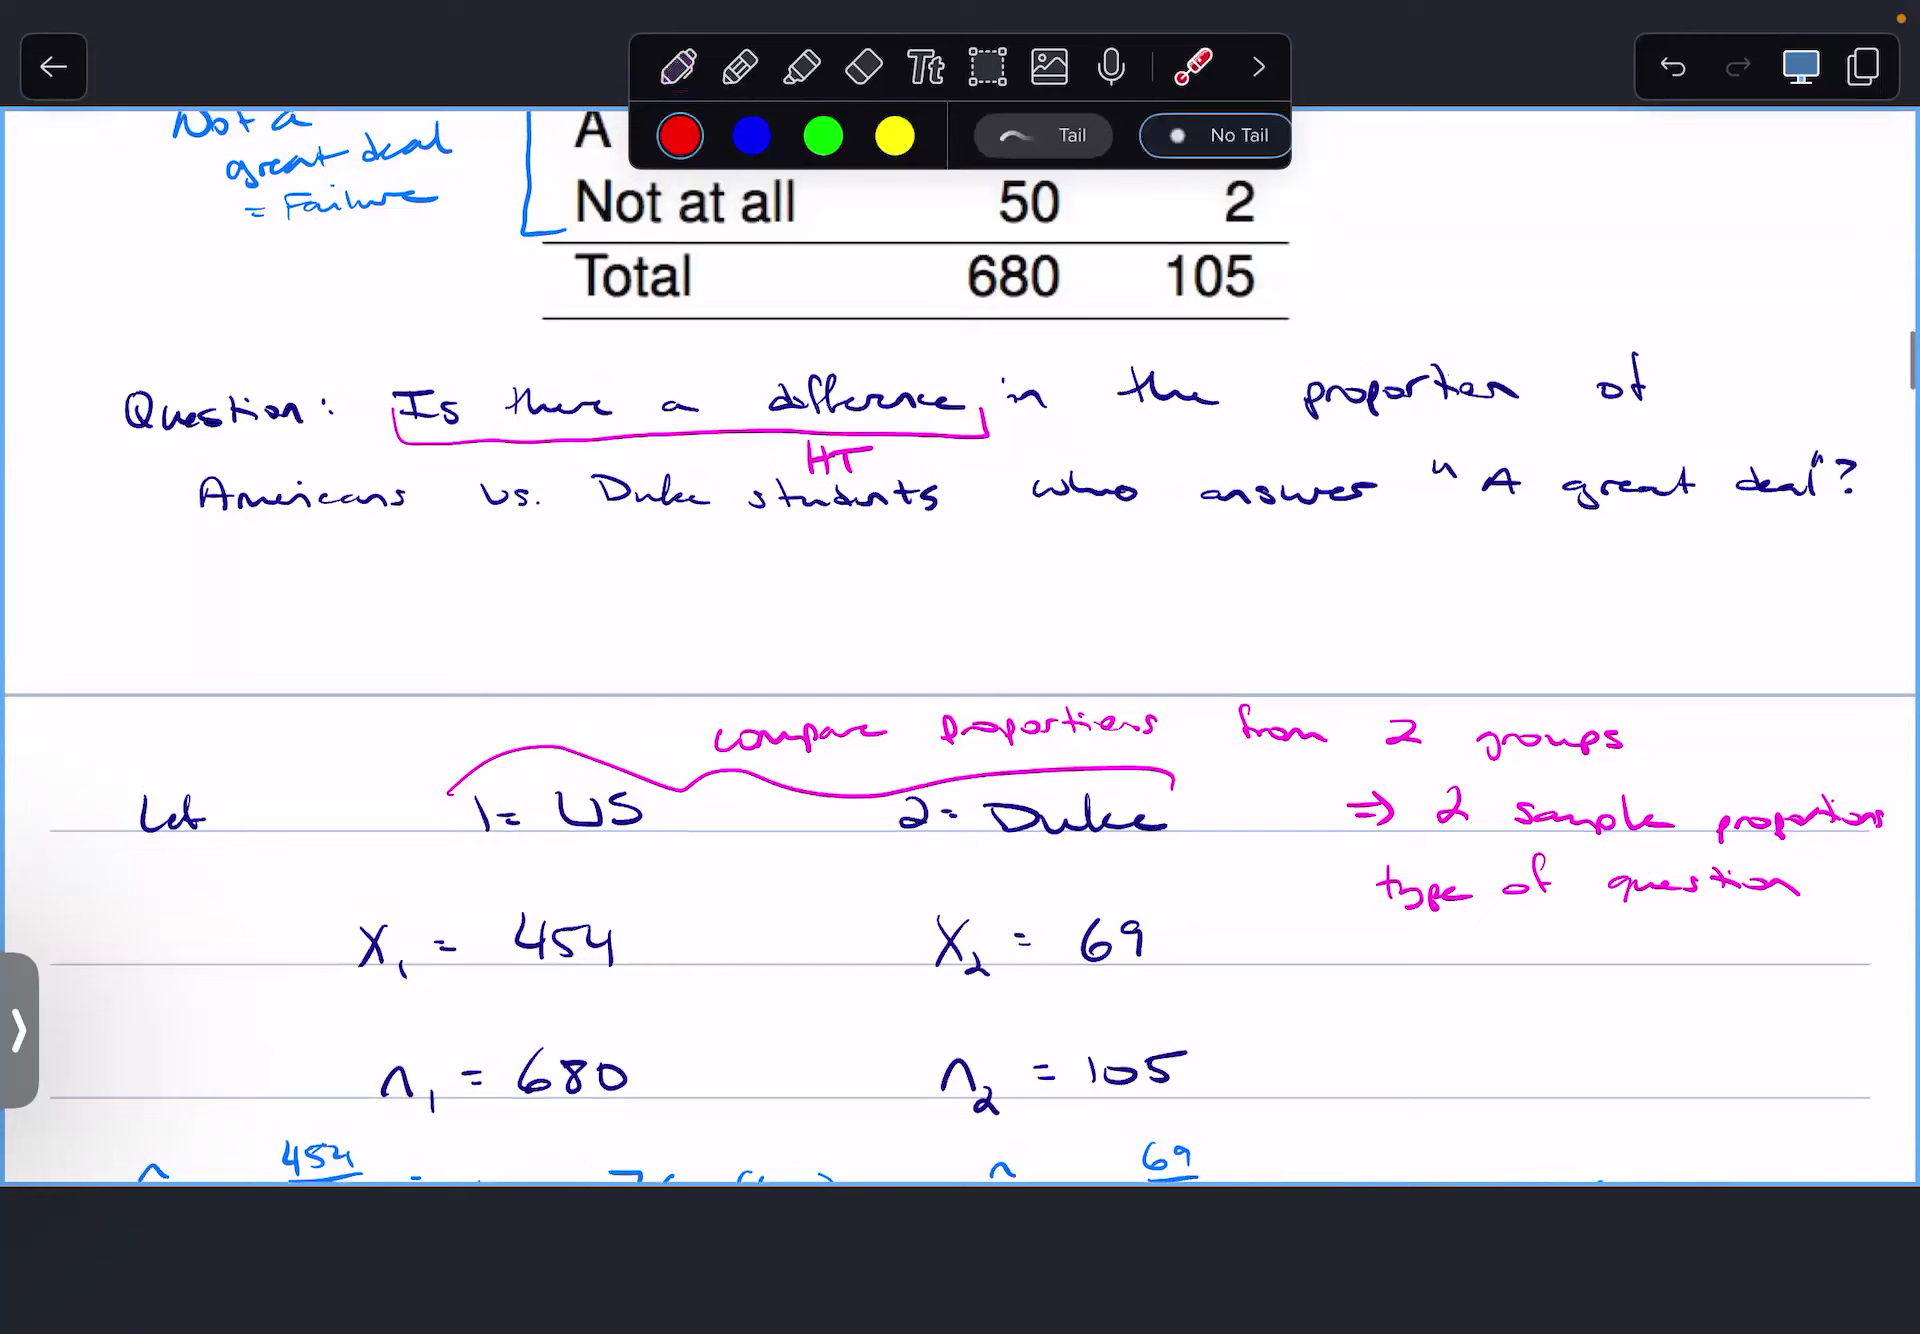 Tt
Tail
No Tail
Not a
great deal
= Failure
A
Not at all 50 2
Total 680 105
Question: Is there a difference in the proportion of
HT
Americans vs. Duke students who answer "A great deal"?
compare proportions from 2 groups
Let 1= US 2= Duke => 2 sample proportions
type of question
X1 = 454 X2 = 69
n1 = 680 n2 = 105
454 69